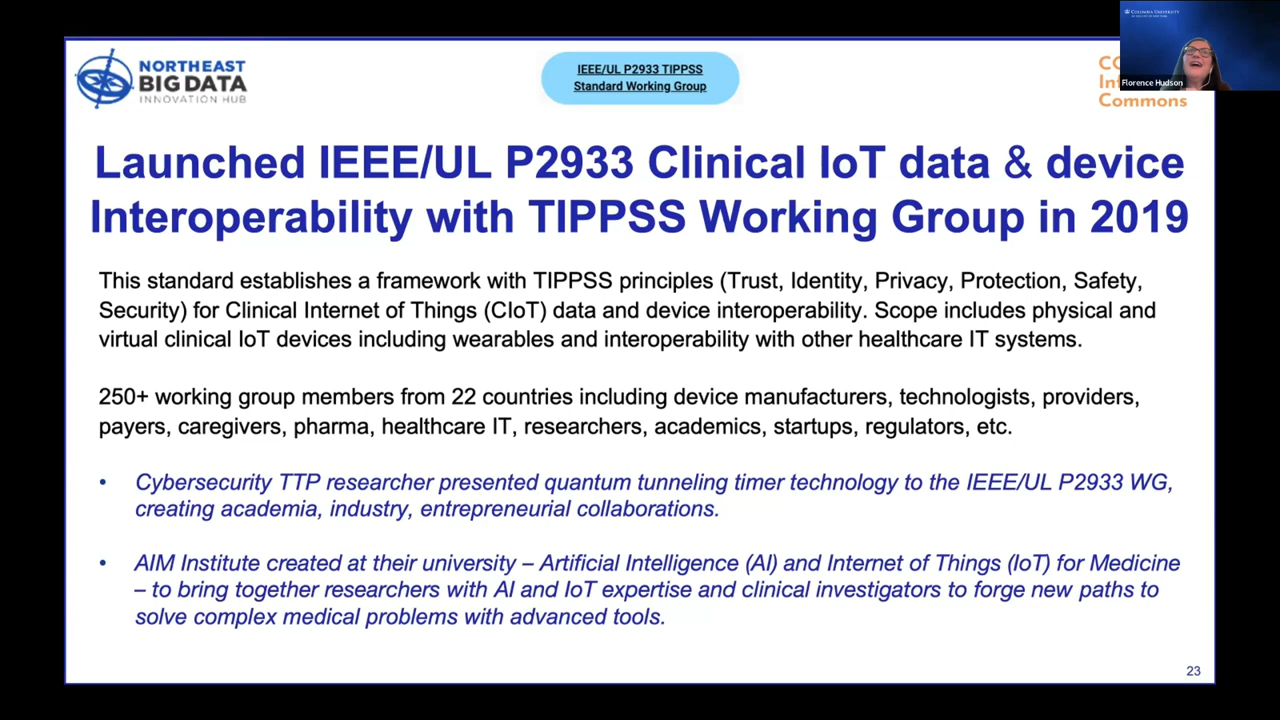 NORTHEAST
BIG DATA
INNOVATION HUB
IEEE/UL P2933 TIPPSS
Standard Working Group
COLUMBIA UNIVERSITY
Florence Hudson
Commons
Launched IEEE/UL P2933 Clinical IoT data & device
Interoperability with TIPPSS Working Group in 2019
This standard establishes a framework with TIPPSS principles (Trust, Identity, Privacy, Protection, Safety,
Security) for Clinical Internet of Things (CIoT) data and device interoperability. Scope includes physical and
virtual clinical IoT devices including wearables and interoperability with other healthcare IT systems.
250+ working group members from 22 countries including device manufacturers, technologists, providers,
payers, caregivers, pharma, healthcare IT, researchers, academics, startups, regulators, etc.
• Cybersecurity TTP researcher presented quantum tunneling timer technology to the IEEE/UL P2933 WG,
creating academia, industry, entrepreneurial collaborations.
• AIM Institute created at their university – Artificial Intelligence (AI) and Internet of Things (IoT) for Medicine
– to bring together researchers with AI and IoT expertise and clinical investigators to forge new paths to
solve complex medical problems with advanced tools.
23